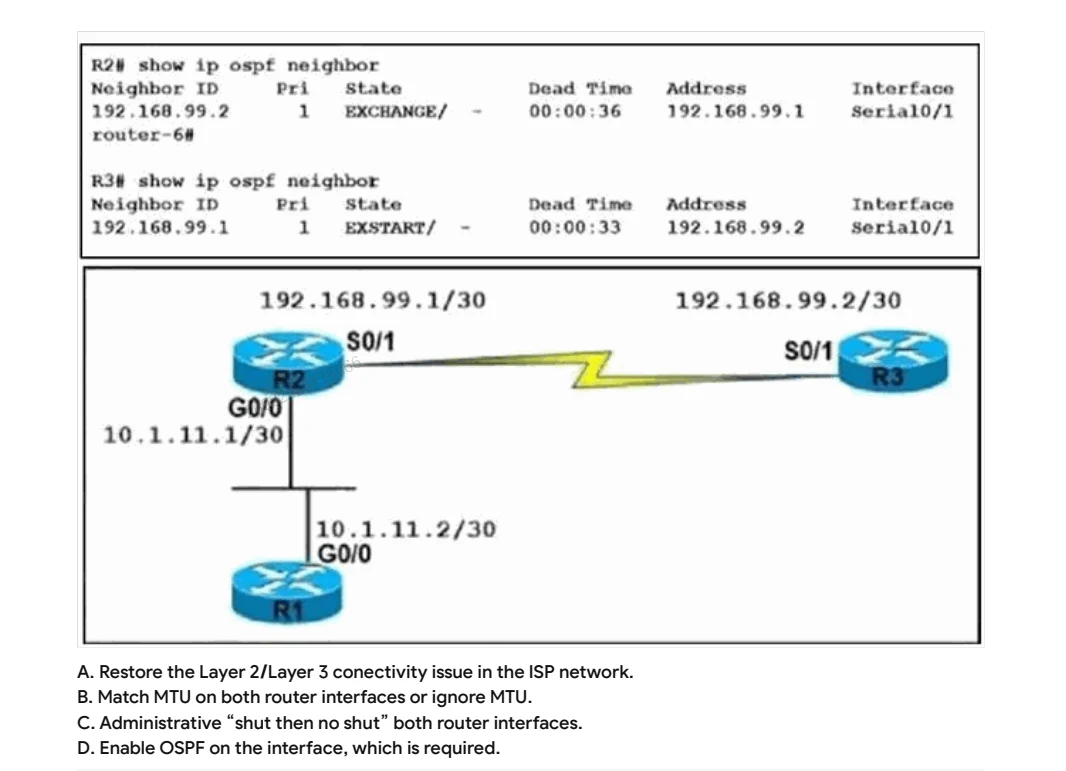 R2# show ip ospf neighbor
Neighbor ID Pri State Dead Time Address Interface
192.168.99.2 1 EXCHANGE/ - 00:00:36 192.168.99.1 Serial0/1
router-6#
R3# show ip ospf neighbor
Neighbor ID Pri State Dead Time Address Interface
192.168.99.1 1 EXSTART/ - 00:00:33 192.168.99.2 Serial0/1
192.168.99.1/30 192.168.99.2/30
S0/1 S0/1
R2 R3
G0/0
10.1.11.1/30
10.1.11.2/30
G0/0
R1
A. Restore the Layer 2/Layer 3 conectivity issue in the ISP network.
B. Match MTU on both router interfaces or ignore MTU.
C. Administrative “shut then no shut” both router interfaces.
D. Enable OSPF on the interface, which is required.